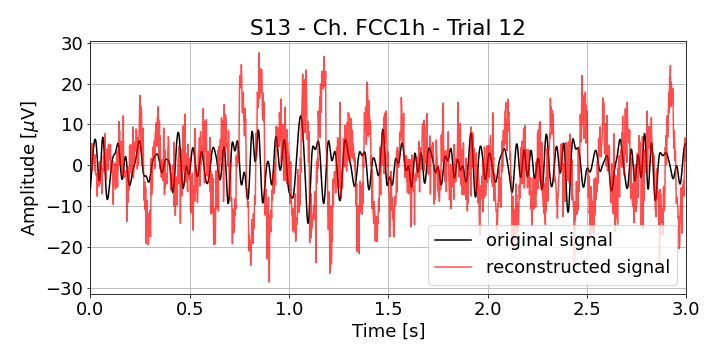 S13 - Ch. FCC1h - Trial 12
Amplitude [μV]
30
20
10
0
−10
−20
−30
original signal
reconstructed signal
0.0 0.5 1.0 1.5 2.0 2.5 3.0
Time [s]